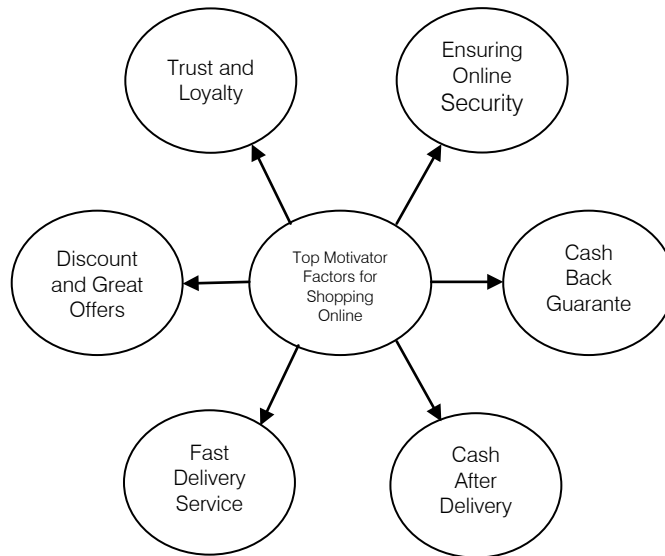 Trust and
Loyalty
Ensuring
Online
Security
Discount
and Great
Offers
Top Motivator
Factors for
Shopping
Online
Cash
Back
Guarante
Fast
Delivery
Service
Cash
After
Delivery